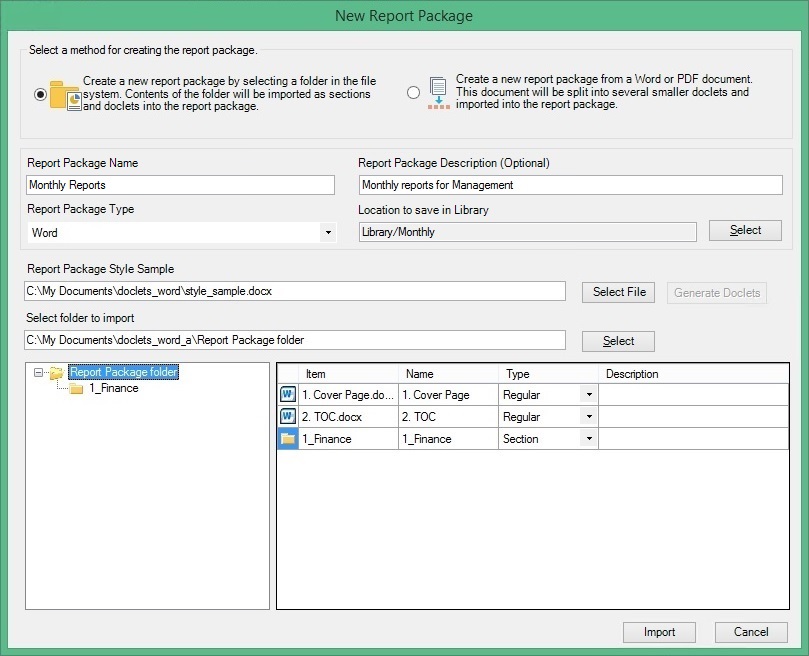 New Report Package
Select a method for creating the report package.
Create a new report package by selecting a folder in the file
system. Contents of the folder will be imported as sections
and doclets into the report package.
Create a new report package from a Word or PDF document.
This document will be split into several smaller doclets and
imported into the report package.
Report Package Name
Report Package Description (Optional)
Monthly Reports
Monthly reports for Management
Report Package Type
Location to save in Library
Word
Library/Monthly
Select
Report Package Style Sample
C:\My Documents\doclets_word\style_sample.docx
Select File
Generate Doclets
Select folder to import
C:\My Documents\doclets_word_a\Report Package folder
Select
Report Package folder
1_Finance
Item Name Type Description
1. Cover Page.do... 1. Cover Page Regular
2. TOC.docx 2. TOC Regular
1_Finance 1_Finance Section
Import
Cancel